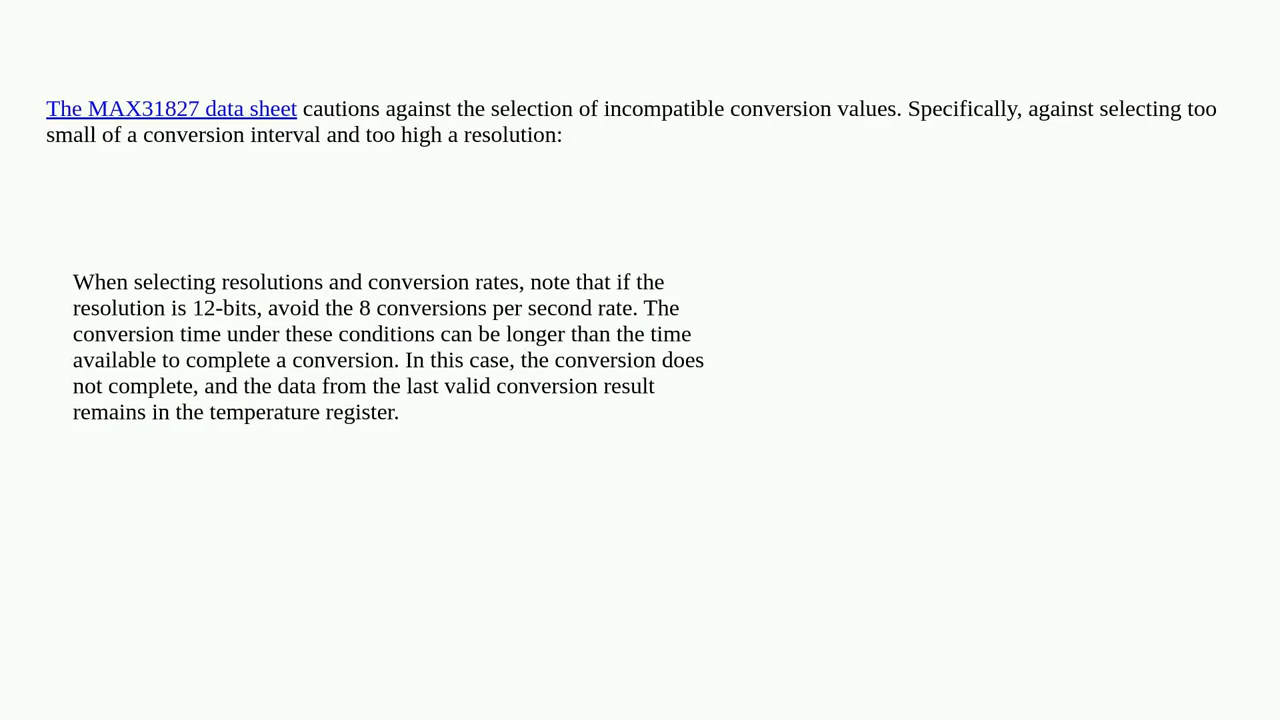 The MAX31827 data sheet cautions against the selection of incompatible conversion values. Specifically, against selecting too
small of a conversion interval and too high a resolution:
When selecting resolutions and conversion rates, note that if the
resolution is 12-bits, avoid the 8 conversions per second rate. The
conversion time under these conditions can be longer than the time
available to complete a conversion. In this case, the conversion does
not complete, and the data from the last valid conversion result
remains in the temperature register.